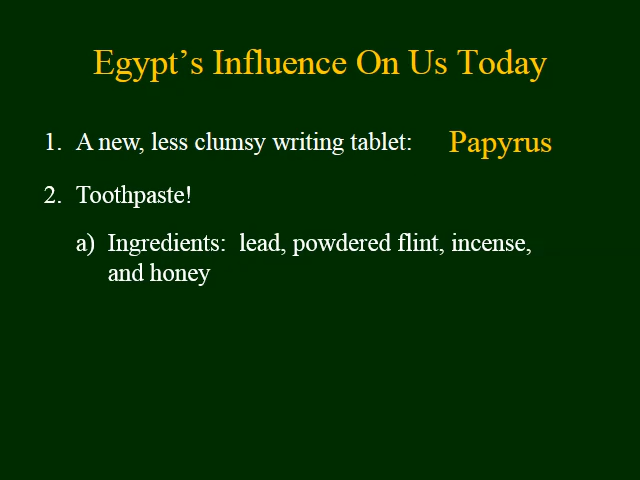 Egypt’s Influence On Us Today
1. A new, less clumsy writing tablet: Papyrus
2. Toothpaste!
a) Ingredients: lead, powdered flint, incense,
and honey